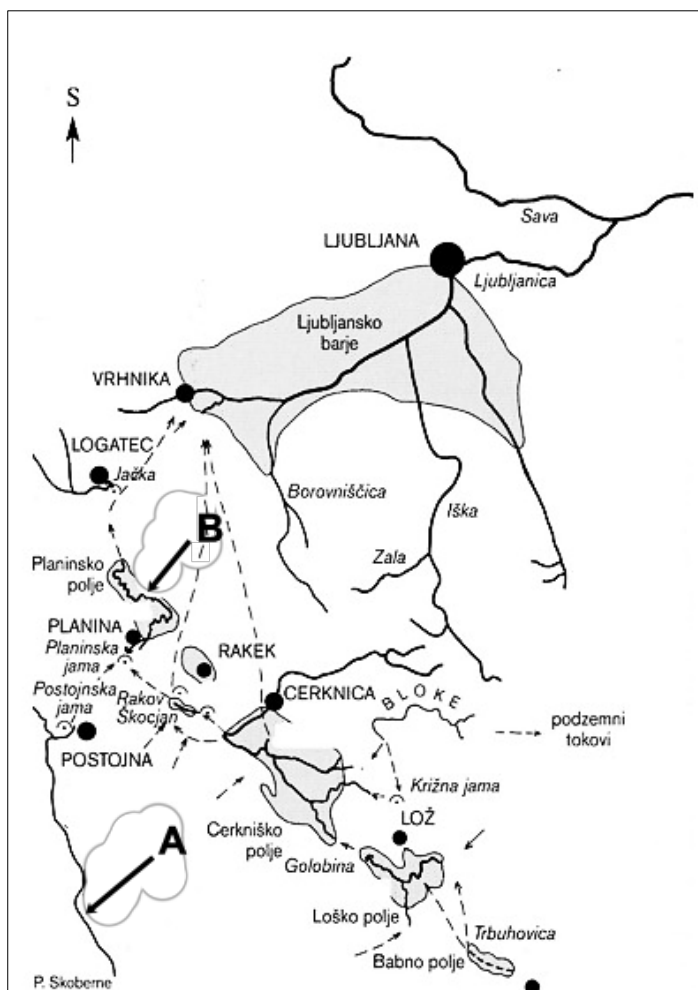 S
Sava
LJUBLJANA
Ljubljanica
Ljubljansko
barje
VRHNIKA
LOGATEC
Jačka
Borovniščica
Iška
B
Zala
Planinsko
polje
PLANINA
RAKEK
Planinska
jama
CERKNICA
BLOKE
Postojnska
jama
Rakov
Škocjan
podzemni
tokovi
POSTOJNA
Križna jama
LOŽ
A
Cerkniško
polje
Golobina
Loško polje
Trbuhovica
Babno polje
P. Skoberne